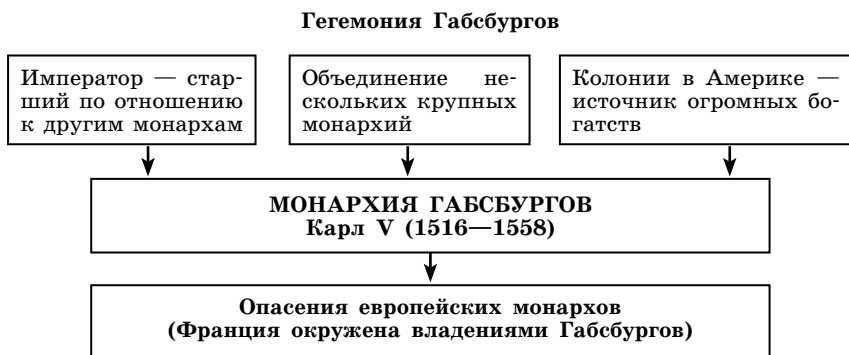 Гегемония Габсбургов
Император — стар-
ший по отношению
к другим монархам
Объединение не-
скольких крупных
монархий
Колонии в Америке —
источник огромных бо-
гатств
МОНАРХИЯ ГАБСБУРГОВ
Карл V (1516—1558)
Опасения европейских монархов
(Франция окружена владениями Габсбургов)